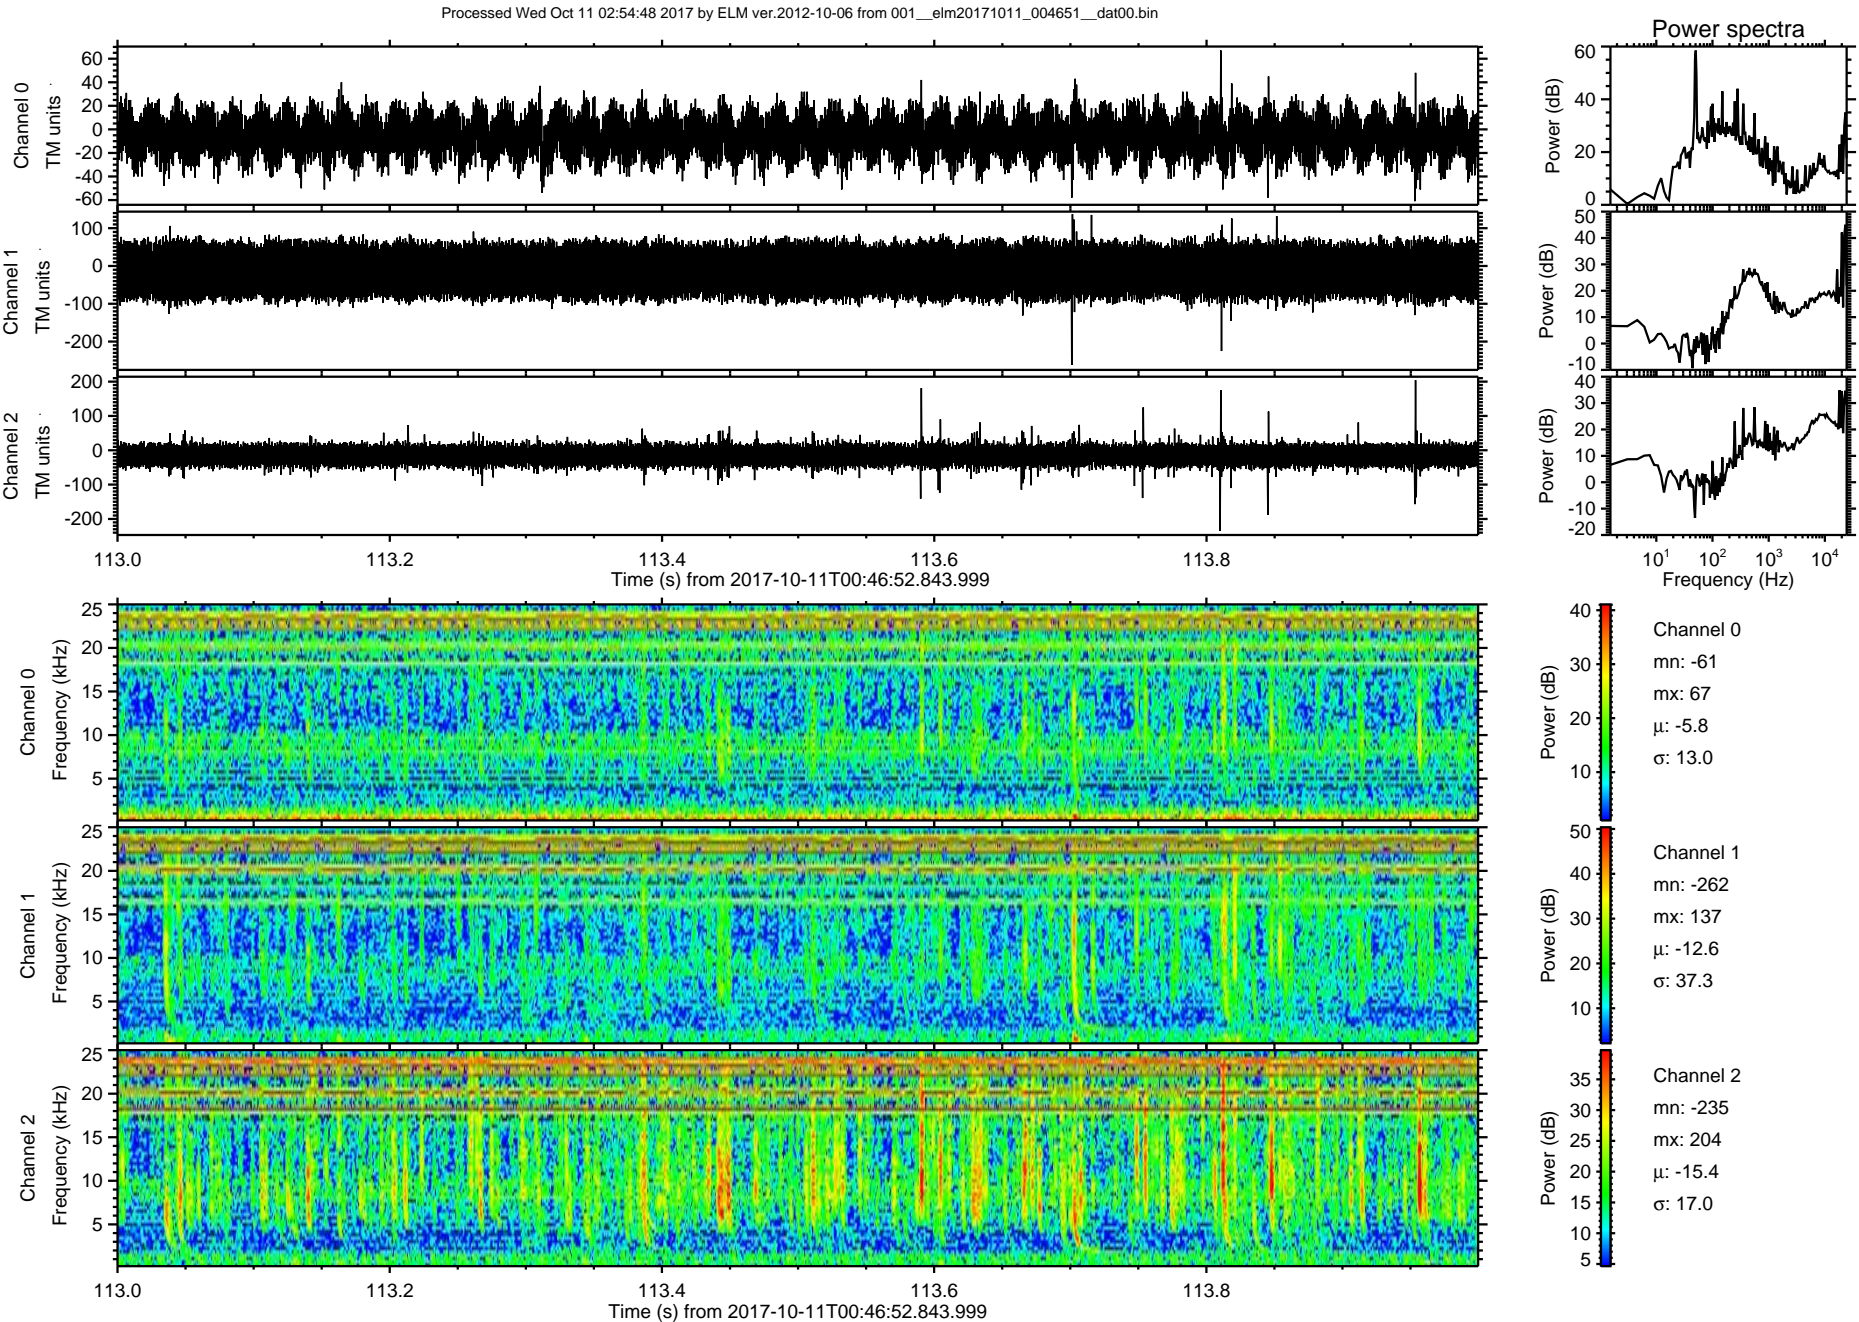 Processed Wed Oct 11 02:54:48 2017 by ELM ver.2012-10-06 from 001__elm20171011_004651__dat00.bin
Power spectra
Channel 0
TM units
60
40
20
0
-20
-40
-60
Power (dB)
60
40
20
0
Channel 1
TM units
100
0
-100
-200
Power (dB)
50
40
30
20
10
0
-10
Channel 2
TM units
200
100
0
-100
-200
Power (dB)
40
30
20
10
0
-10
-20
113.0 113.2 113.4 113.6 113.8
Time (s) from 2017-10-11T00:46:52.843.999
10^1 10^2 10^3 10^4
Frequency (Hz)
Channel 0
Frequency (kHz)
25
20
15
10
5
Power (dB)
40
30
20
10
Channel 0
mn: -61
mx: 67
µ: -5.8
σ: 13.0
Channel 1
Frequency (kHz)
25
20
15
10
5
Power (dB)
50
40
30
20
10
Channel 1
mn: -262
mx: 137
µ: -12.6
σ: 37.3
Channel 2
Frequency (kHz)
25
20
15
10
5
Power (dB)
35
30
25
20
15
10
5
Channel 2
mn: -235
mx: 204
µ: -15.4
σ: 17.0
113.0 113.2 113.4 113.6 113.8
Time (s) from 2017-10-11T00:46:52.843.999